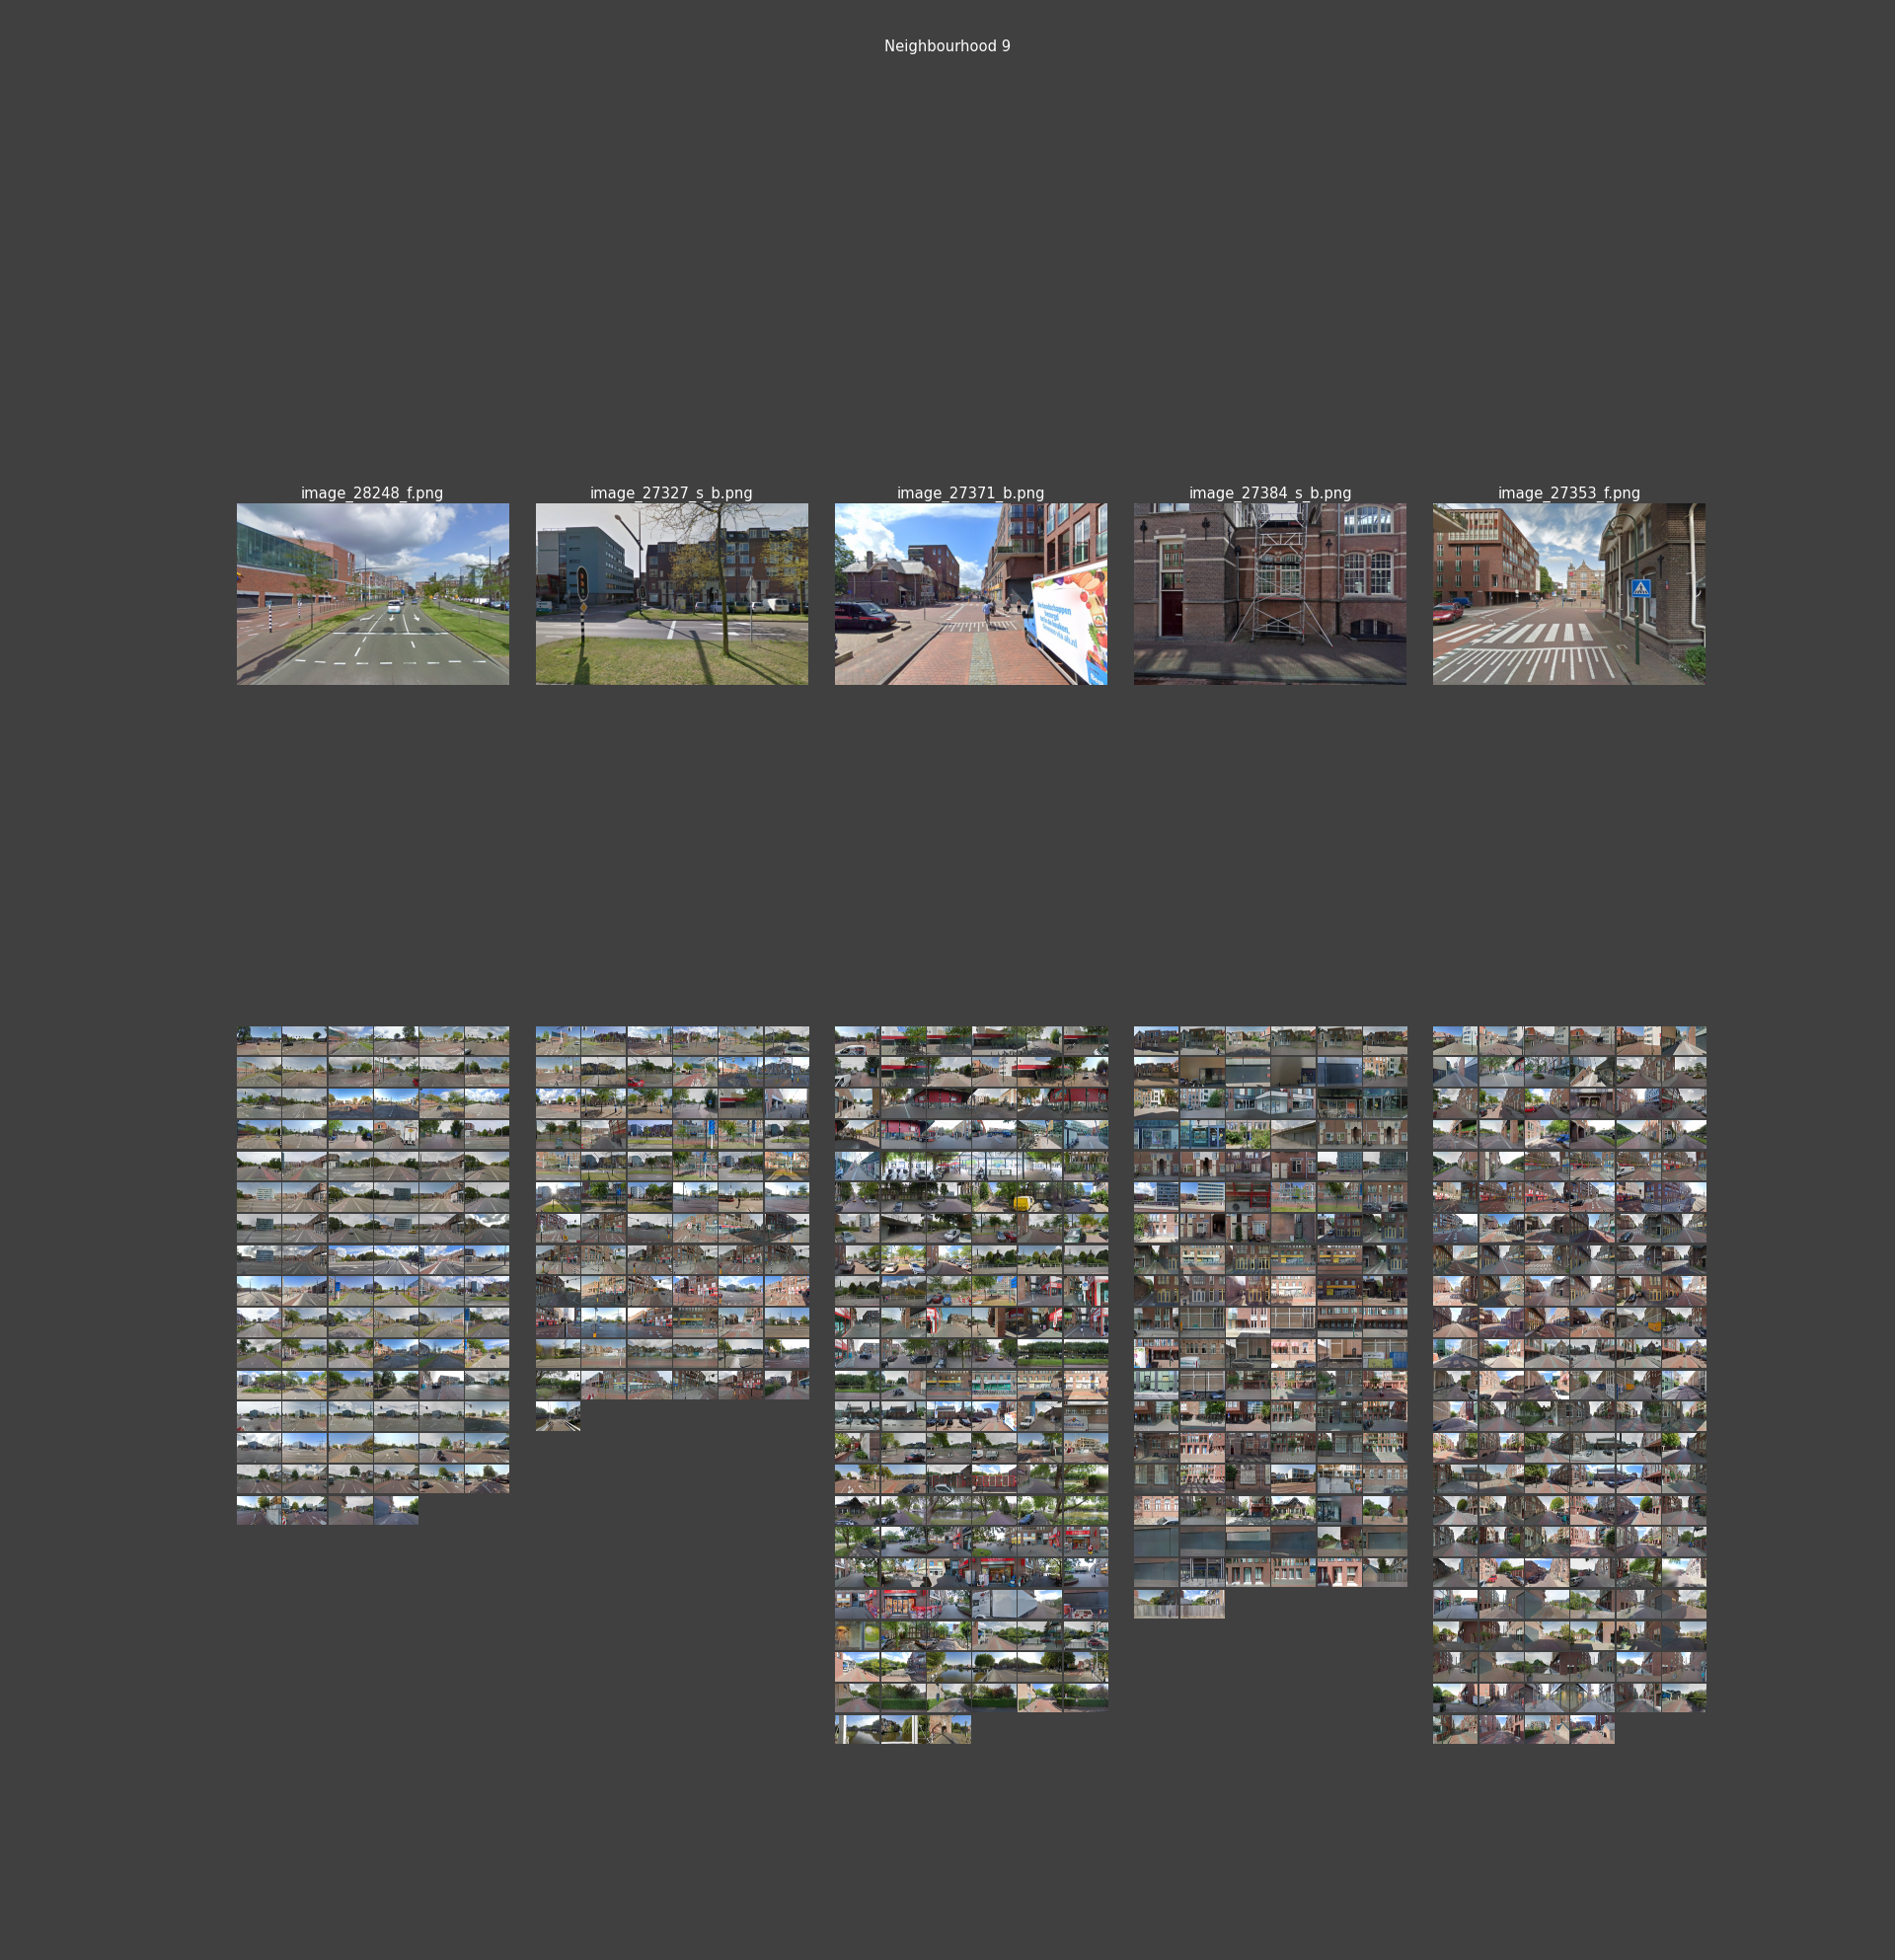 Neighbourhood 9
image_28248_f.png
image_27327_s_b.png
image_27371_b.png
image_27384_s_b.png
image_27353_f.png